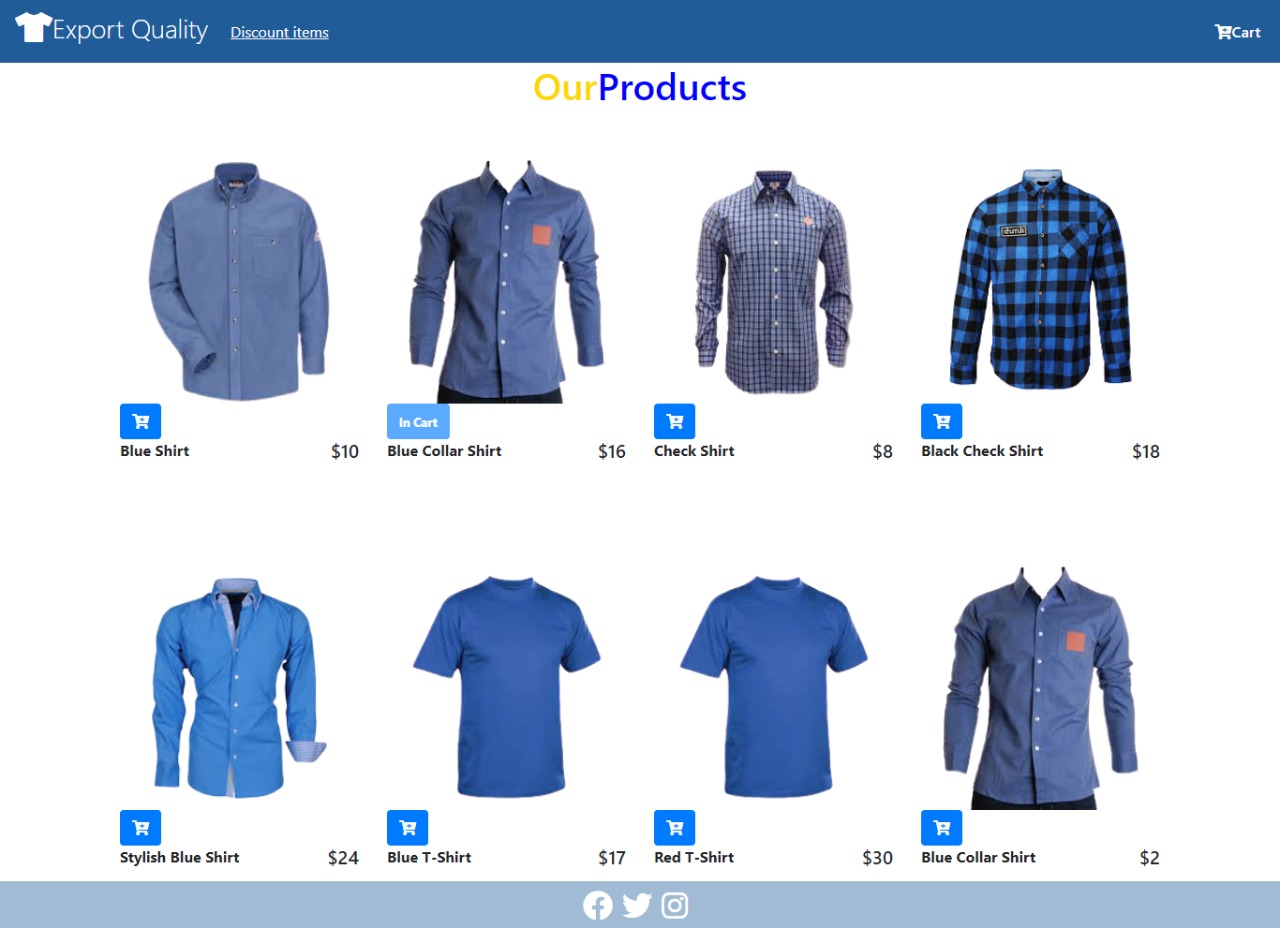 Export Quality Discount items Cart
OurProducts
In Cart
Blue Shirt $10
Blue Collar Shirt $16
Check Shirt $8
Black Check Shirt $18
Stylish Blue Shirt $24
Blue T-Shirt $17
Red T-Shirt $30
Blue Collar Shirt $2